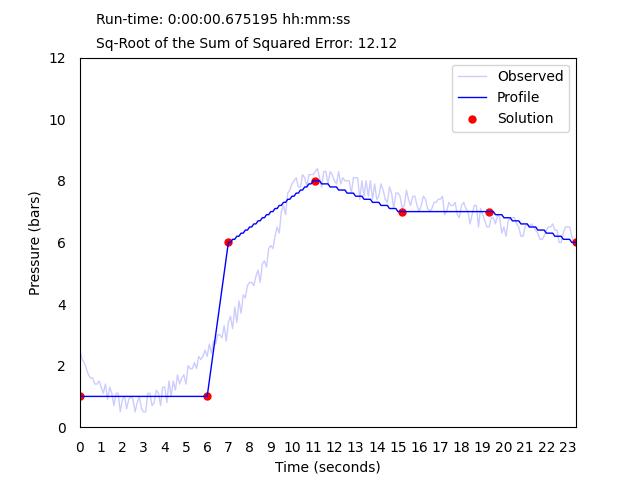 Run-time: 0:00:00.675195 hh:mm:ss
Sq-Root of the Sum of Squared Error: 12.12
12
Observed
Profile
Solution
10
8
6
4
2
0
Pressure (bars)
0 1 2 3 4 5 6 7 8 9 10 11 12 13 14 15 16 17 18 19 20 21 22 23
Time (seconds)